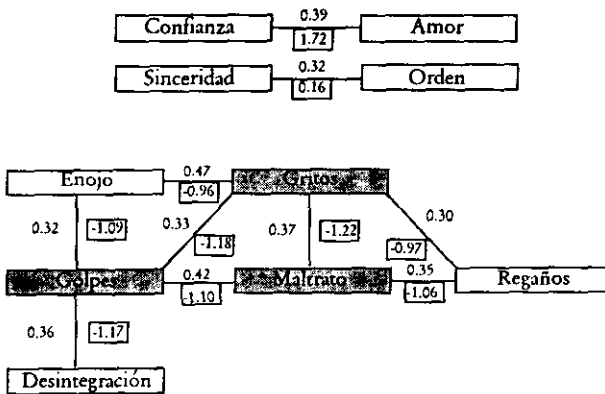 0.39
Confianza Amor
1.72
0.32
Sinceridad Orden
0.16
0.47
Enojo Gritos
-0.96
0.32 -1.09 0.33 0.37 -1.22 0.30
-1.18 -0.97
0.42 0.35
Golpes Maltrato Regaños
-1.10 -1.06
0.36 -1.17
Desintegración